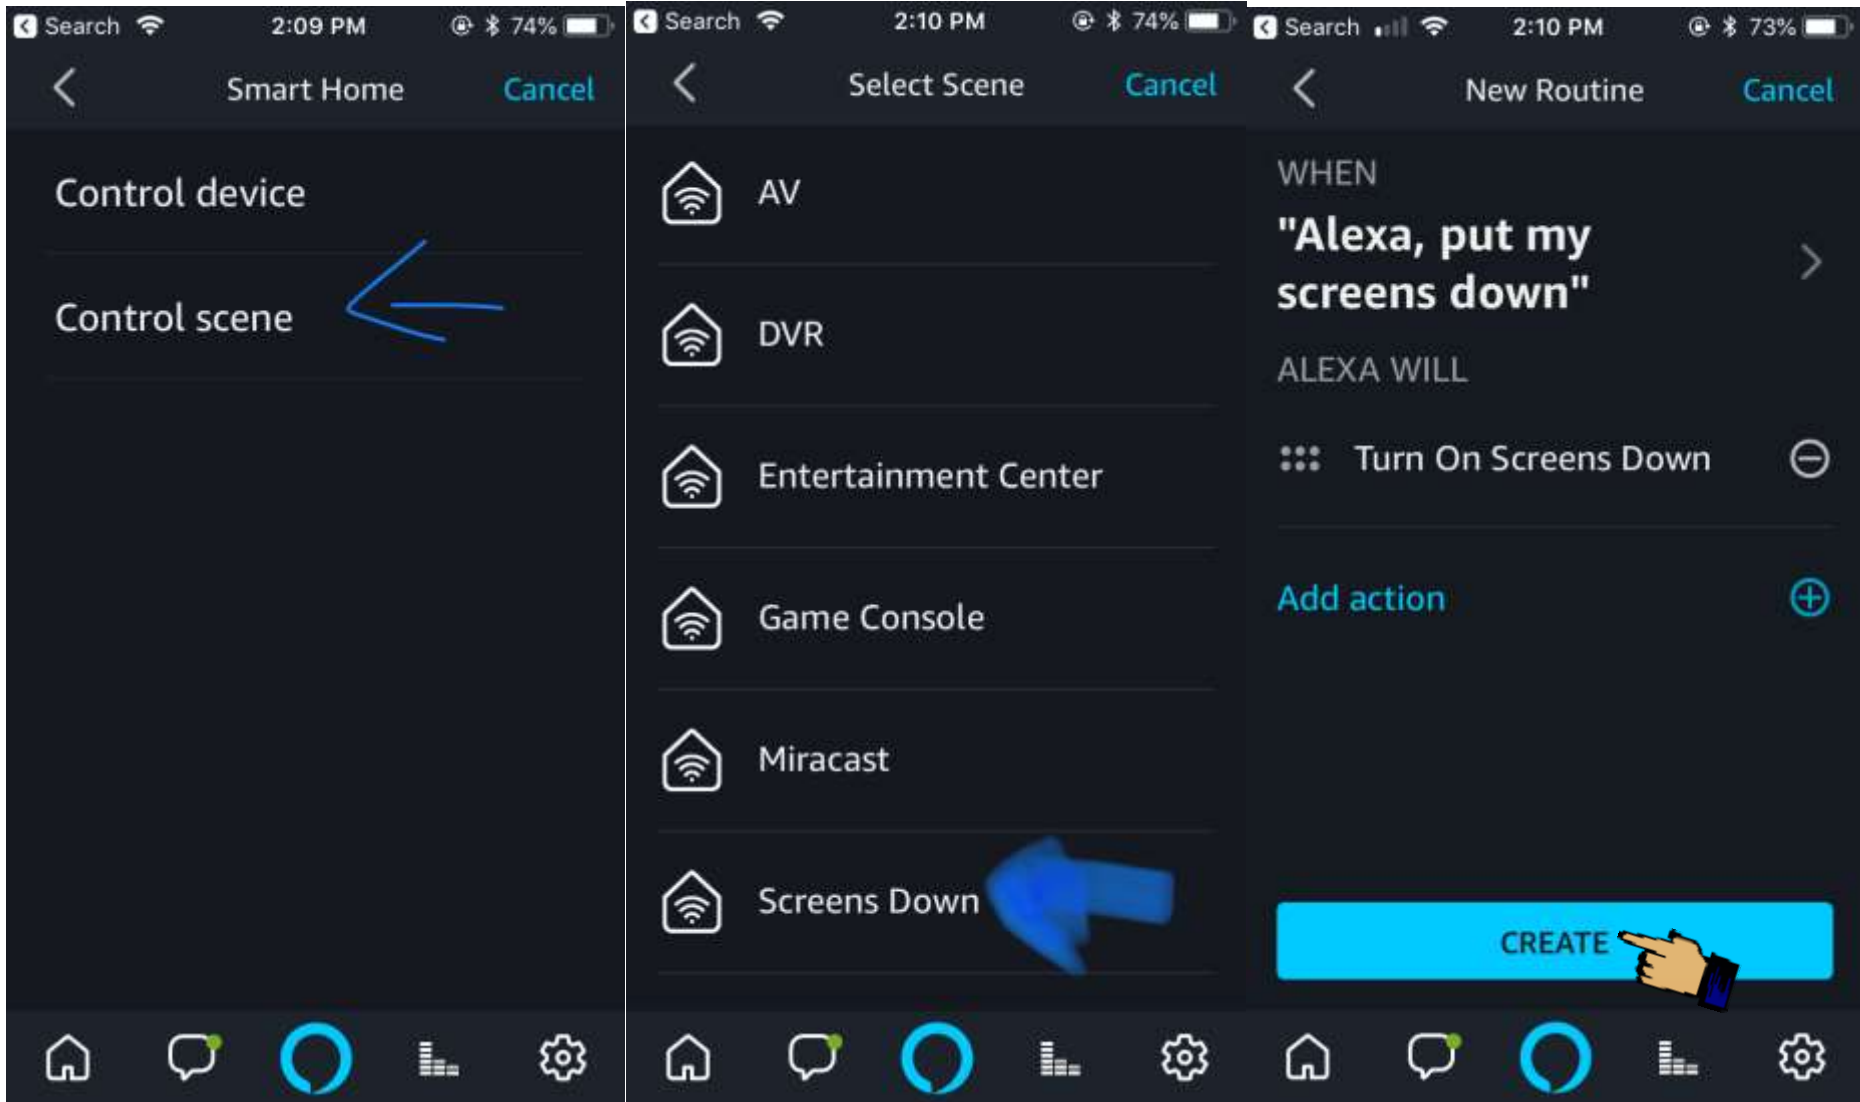 Search 2:09 PM 74%
Smart Home Cancel
Control device
Control scene
Search 2:10 PM 74%
Select Scene Cancel
AV
DVR
Entertainment Center
Game Console
Miracast
Screens Down
Search 2:10 PM 73%
New Routine Cancel
WHEN
"Alexa, put my
screens down"
ALEXA WILL
Turn On Screens Down
Add action
CREATE